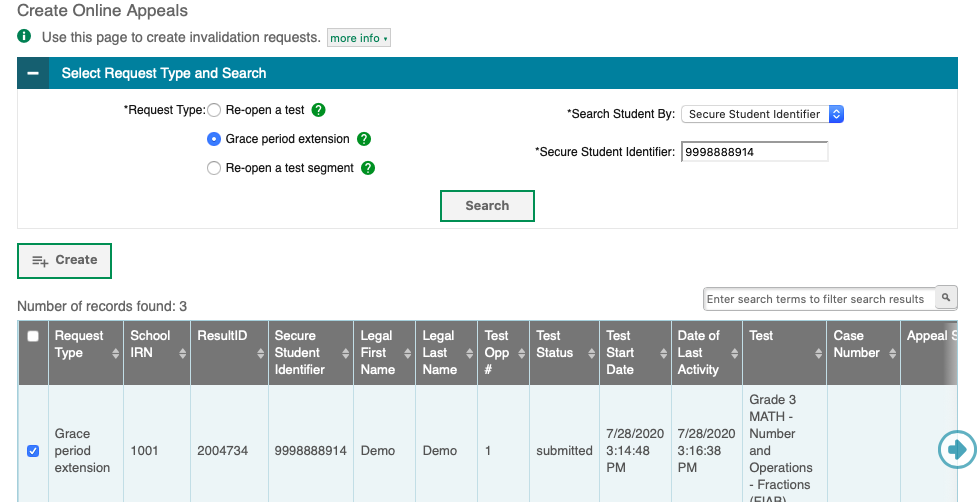 Create Online Appeals
Use this page to create invalidation requests. more info
Select Request Type and Search
*Request Type: Re-open a test ?
Grace period extension ?
Re-open a test segment ?
*Search Student By: Secure Student Identifier
*Secure Student Identifier: 9998888914
Search
Create
Number of records found: 3
Enter search terms to filter search results
Request Type
School IRN
ResultID
Secure Student Identifier
Legal First Name
Legal Last Name
Test Opp #
Test Status
Test Start Date
Date of Last Activity
Test
Case Number
Appeal S
Grace period extension
1001
2004734
9998888914
Demo
Demo
1
submitted
7/28/2020 3:14:48 PM
7/28/2020 3:16:38 PM
Grade 3 MATH - Number and Operations - Fractions